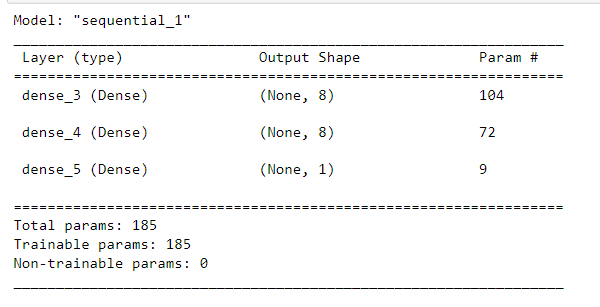 Model: "sequential_1"
_________________________________________________________________
Layer (type) Output Shape Param #
=================================================================
dense_3 (Dense) (None, 8) 104
dense_4 (Dense) (None, 8) 72
dense_5 (Dense) (None, 1) 9
=================================================================
Total params: 185
Trainable params: 185
Non-trainable params: 0
_________________________________________________________________